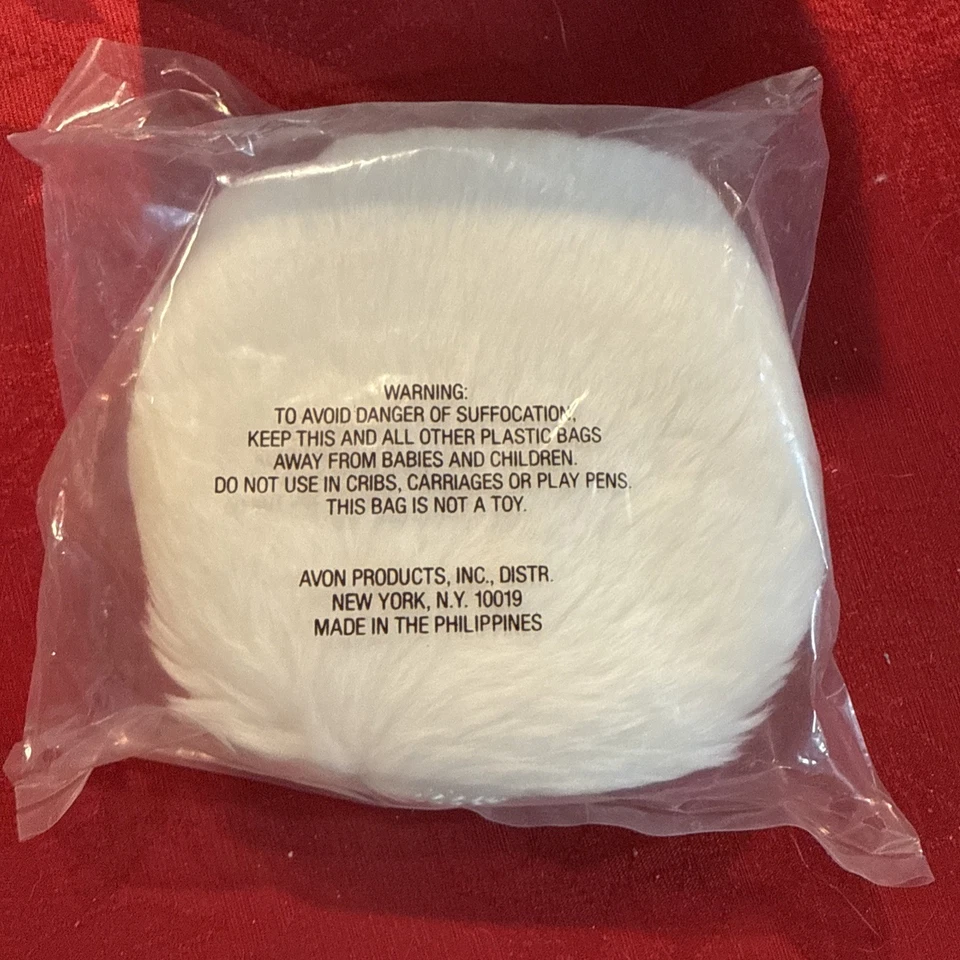 WARNING:
TO AVOID DANGER OF SUFFOCATION,
KEEP THIS AND ALL OTHER PLASTIC BAGS
AWAY FROM BABIES AND CHILDREN.
DO NOT USE IN CRIBS, CARRIAGES OR PLAY PENS.
THIS BAG IS NOT A TOY.
AVON PRODUCTS, INC., DISTR.
NEW YORK, N.Y. 10019
MADE IN THE PHILIPPINES